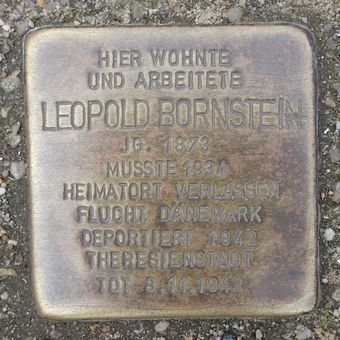 HIER WOHNTE
UND ARBEITETE
LEOPOLD BORNSTEIN
JG. 1879
MUSSTE 1934
HEIMATORT VERLASSEN
FLUCHT DÄNEMARK
DEPORTIERT 1942
THERESIENSTADT
TOT 3.11.1942